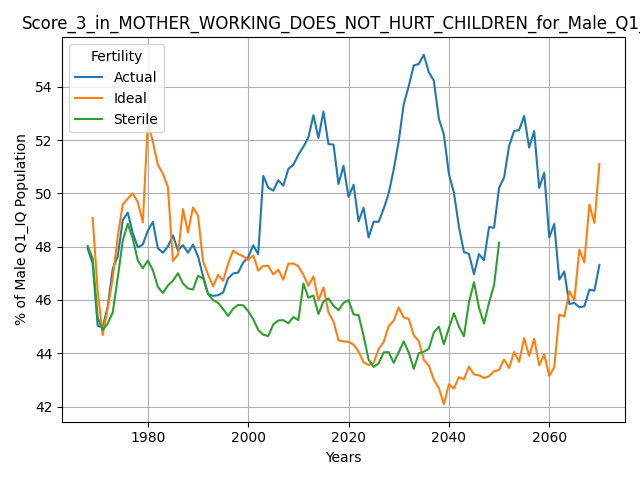 Score_3_in_MOTHER_WORKING_DOES_NOT_HURT_CHILDREN_for_Male_Q1_
Fertility
Actual
Ideal
Sterile
% of Male Q1_IQ Population
54
52
50
48
46
44
42
1980 2000 2020 2040 2060
Years